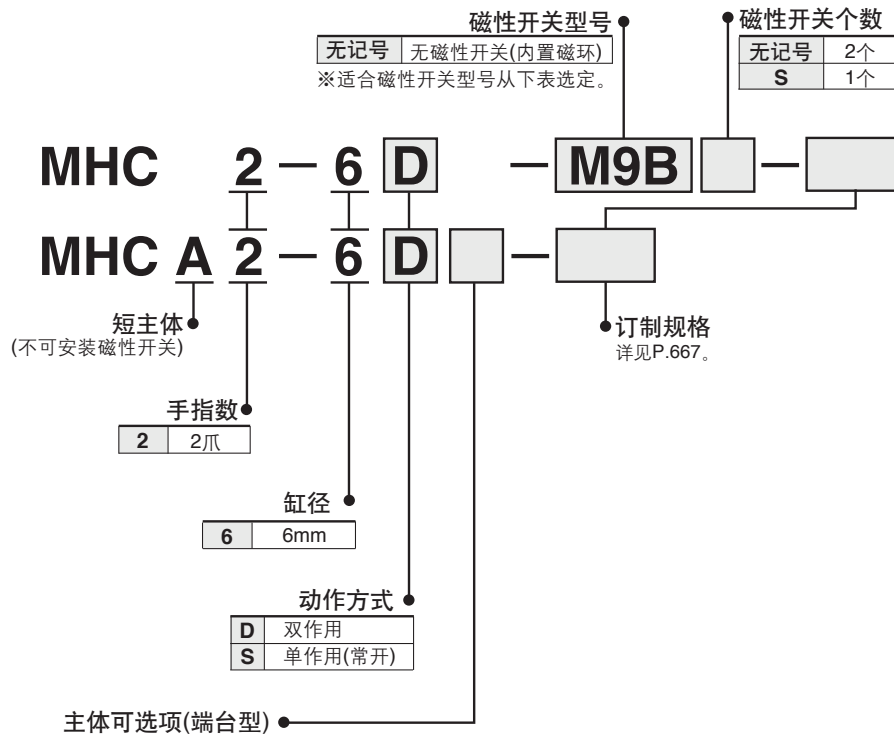 磁性开关型号
无记号 无磁性开关(内置磁环)
※适合磁性开关型号从下表选定。
磁性开关个数
无记号 2个
S 1个
MHC 2－6 D －M9B －
MHC A 2－6 D －
短主体
(不可安装磁性开关)
订制规格
详见P.667。
手指数
2 2爪
缸径
6 6mm
动作方式
D 双作用
S 单作用(常开)
主体可选项(端台型)